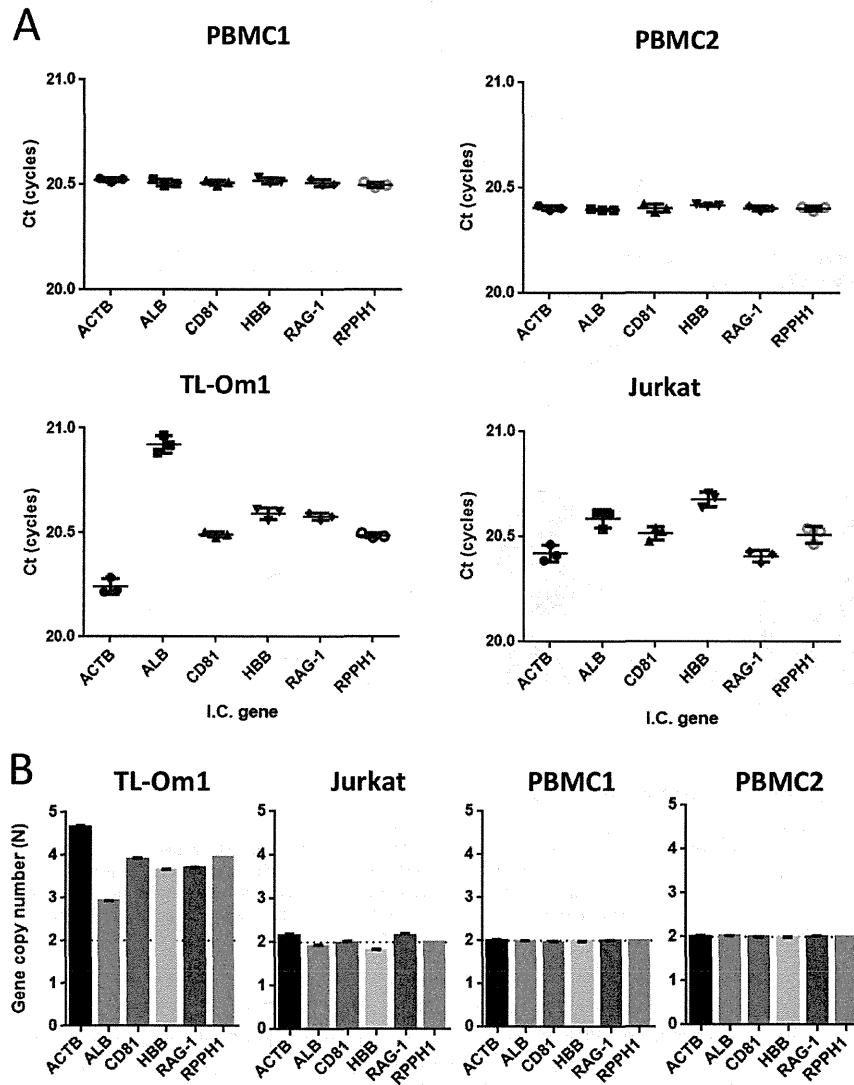 A
PBMC1
Ct (cycles)
21.0
20.5
20.0
ACTB
ALB
CD81
HBB
RAG-1
RPPH1
PBMC2
Ct (cycles)
21.0
20.5
20.0
ACTB
ALB
CD81
HBB
RAG-1
RPPH1
TL-Om1
Ct (cycles)
21.0
20.5
20.0
ACTB
ALB
CD81
HBB
RAG-1
RPPH1
I.C. gene
Jurkat
Ct (cycles)
21.0
20.5
20.0
ACTB
ALB
CD81
HBB
RAG-1
RPPH1
I.C. gene
B
TL-Om1
Gene copy number (N)
5
4
3
2
1
0
ACTB
ALB
CD81
HBB
RAG-1
RPPH1
Jurkat
5
4
3
2
1
0
ACTB
ALB
CD81
HBB
RAG-1
RPPH1
PBMC1
5
4
3
2
1
0
ACTB
ALB
CD81
HBB
RAG-1
RPPH1
PBMC2
5
4
3
2
1
0
ACTB
ALB
CD81
HBB
RAG-1
RPPH1